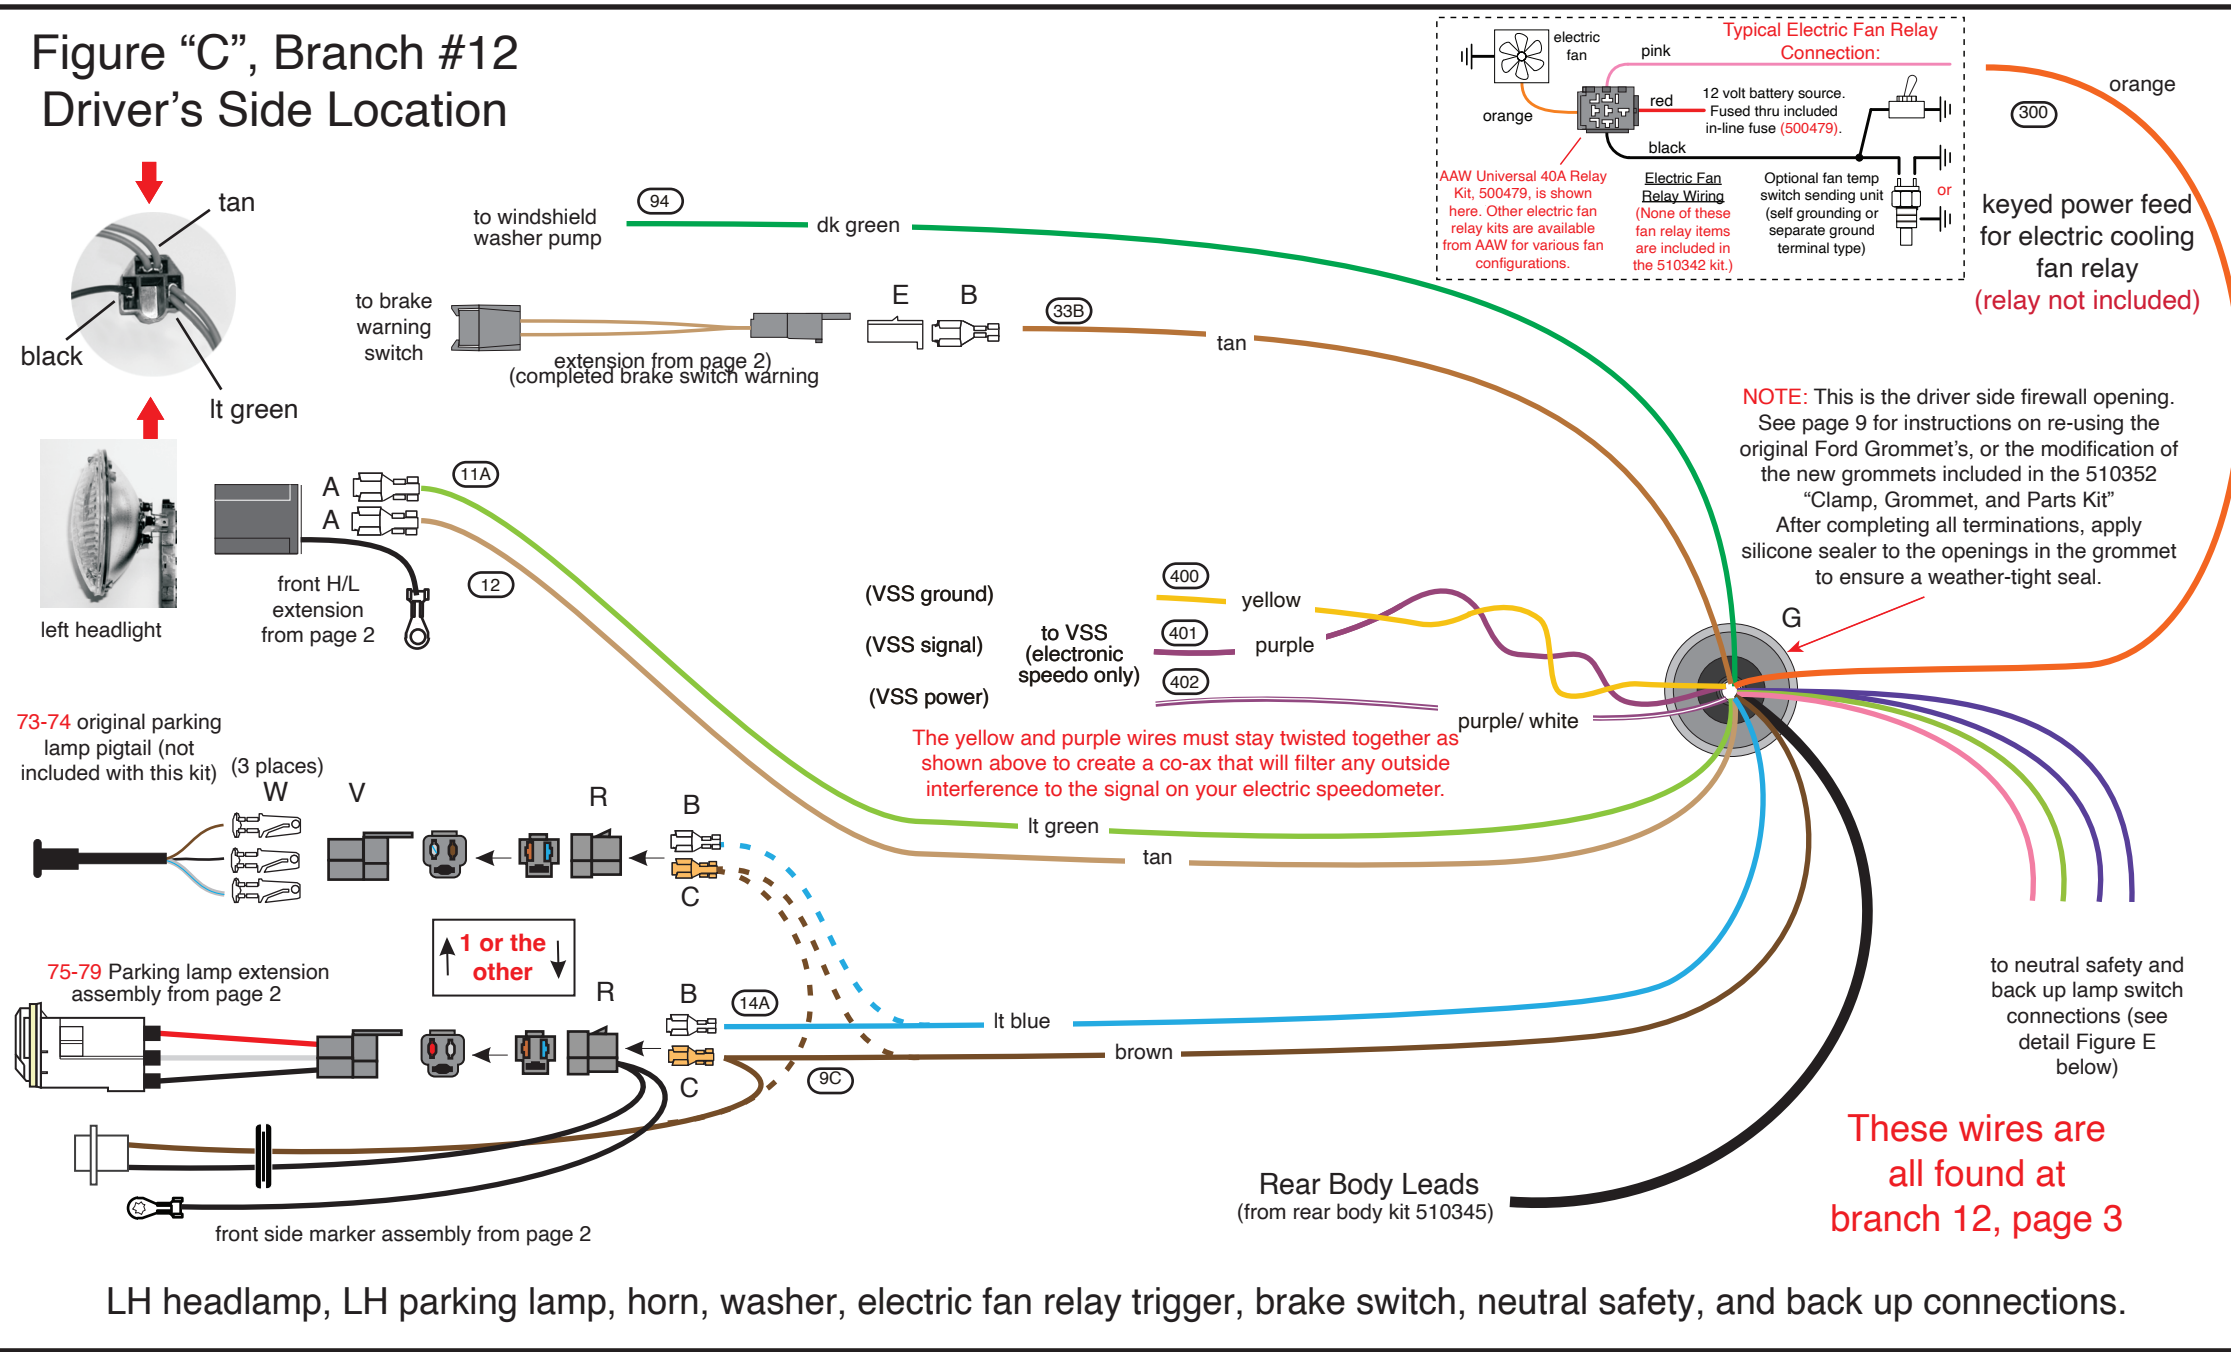 Figure “C”, Branch #12
Driver’s Side Location
tan
black
lt green
left headlight
to windshield
washer pump
94
dk green
to brake
warning
switch
E
B
33B
tan
extension from page 2)
(completed brake switch warning
A
A
11A
12
front H/L
extension
from page 2
electric
fan
pink
Typical Electric Fan Relay
Connection:
orange
red
12 volt battery source.
Fused thru included
in-line fuse (500479).
black
AAW Universal 40A Relay
Kit, 500479, is shown
here. Other electric fan
relay kits are available
from AAW for various fan
configurations.
Electric Fan
Relay Wiring
(None of these
fan relay items
are included in
the 510342 kit.)
Optional fan temp
switch sending unit
(self grounding or
separate ground
terminal type)
or
orange
300
keyed power feed
for electric cooling
fan relay
(relay not included)
NOTE: This is the driver side firewall opening.
See page 9 for instructions on re-using the
original Ford Grommet’s, or the modification of
the new grommets included in the 510352
“Clamp, Grommet, and Parts Kit”
After completing all terminations, apply
silicone sealer to the openings in the grommet
to ensure a weather-tight seal.
G
(VSS ground)
(VSS signal)
(VSS power)
to VSS
(electronic
speedo only)
400
yellow
401
purple
402
purple/ white
The yellow and purple wires must stay twisted together as
shown above to create a co-ax that will filter any outside
interference to the signal on your electric speedometer.
lt green
tan
73-74 original parking
lamp pigtail (not
included with this kit)
(3 places)
W
V
R
B
C
1 or the
other
75-79 Parking lamp extension
assembly from page 2
R
B
C
14A
lt blue
brown
9C
front side marker assembly from page 2
Rear Body Leads
(from rear body kit 510345)
to neutral safety and
back up lamp switch
connections (see
detail Figure E
below)
These wires are
all found at
branch 12, page 3
LH headlamp, LH parking lamp, horn, washer, electric fan relay trigger, brake switch, neutral safety, and back up connections.